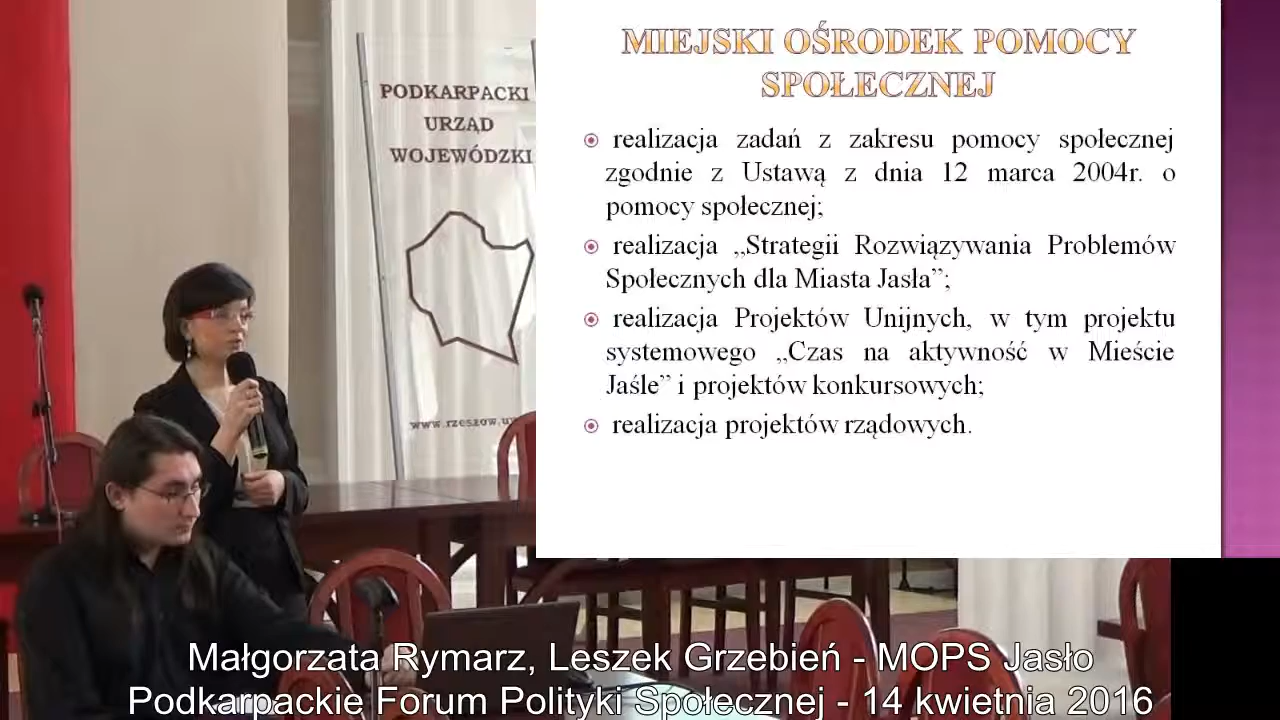 PODKARPACKI
URZĄD
WOJEWÓDZKI
www.rzeszow.uw
MIEJSKI OŚRODEK POMOCY
SPOŁECZNEJ
realizacja zadań z zakresu pomocy społecznej
zgodnie z Ustawą z dnia 12 marca 2004r. o
pomocy społecznej;
realizacja „Strategii Rozwiązywania Problemów
Społecznych dla Miasta Jasła”;
realizacja Projektów Unijnych, w tym projektu
systemowego „Czas na aktywność w Mieście
Jaśle” i projektów konkursowych;
realizacja projektów rządowych.
Małgorzata Rymarz, Leszek Grzebień - MOPS Jasło
Podkarpackie Forum Polityki Społecznej - 14 kwietnia 2016